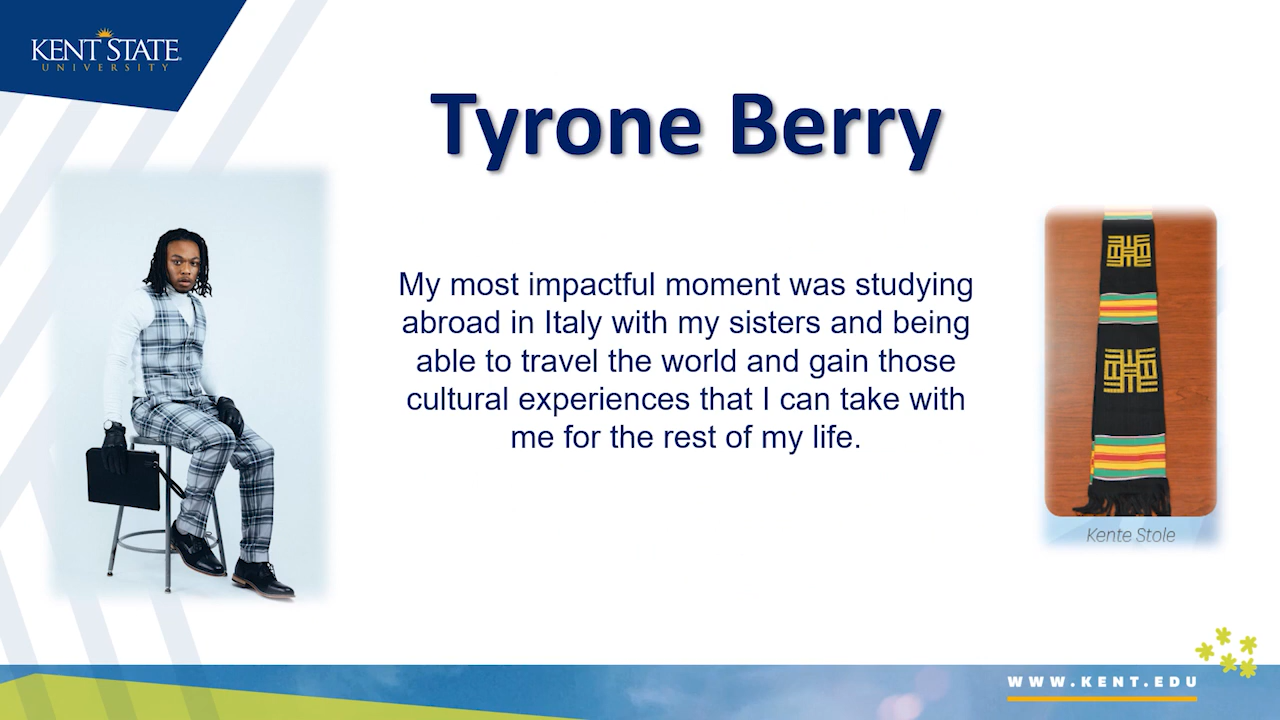 KENT STATE
UNIVERSITY
Tyrone Berry
My most impactful moment was studying
abroad in Italy with my sisters and being
able to travel the world and gain those
cultural experiences that I can take with
me for the rest of my life.
Kente Stole
WWW.KENT.EDU